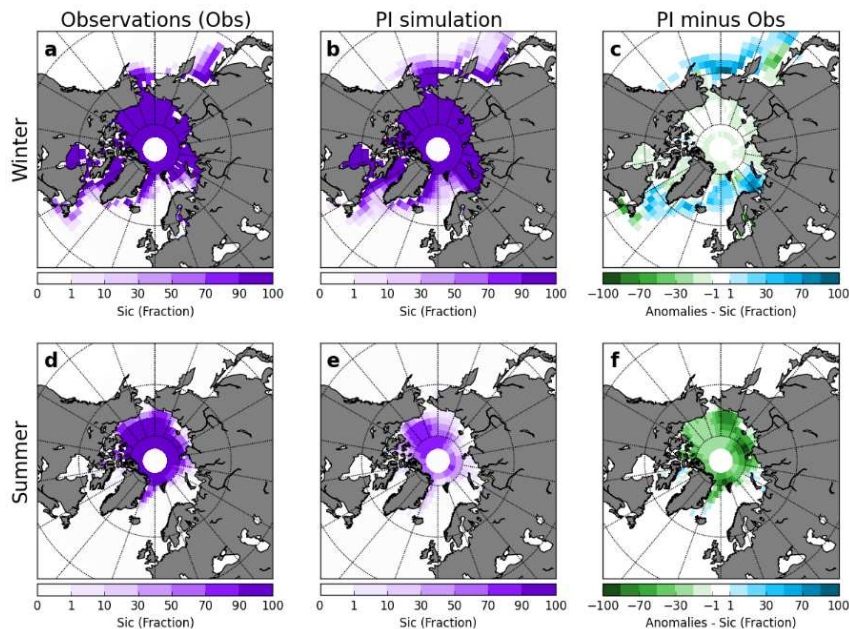 Observations (Obs) PI simulation PI minus Obs
Winter
a b c
0 1 10 30 50 70 90 100 0 1 10 30 50 70 90 100 −100 −70 −30 −1 1 30 70 100
Sic (Fraction) Sic (Fraction) Anomalies - Sic (Fraction)
Summer
d e f
0 1 10 30 50 70 90 100 0 1 10 30 50 70 90 100 −100 −70 −30 −1 1 30 70 100
Sic (Fraction) Sic (Fraction) Anomalies - Sic (Fraction)